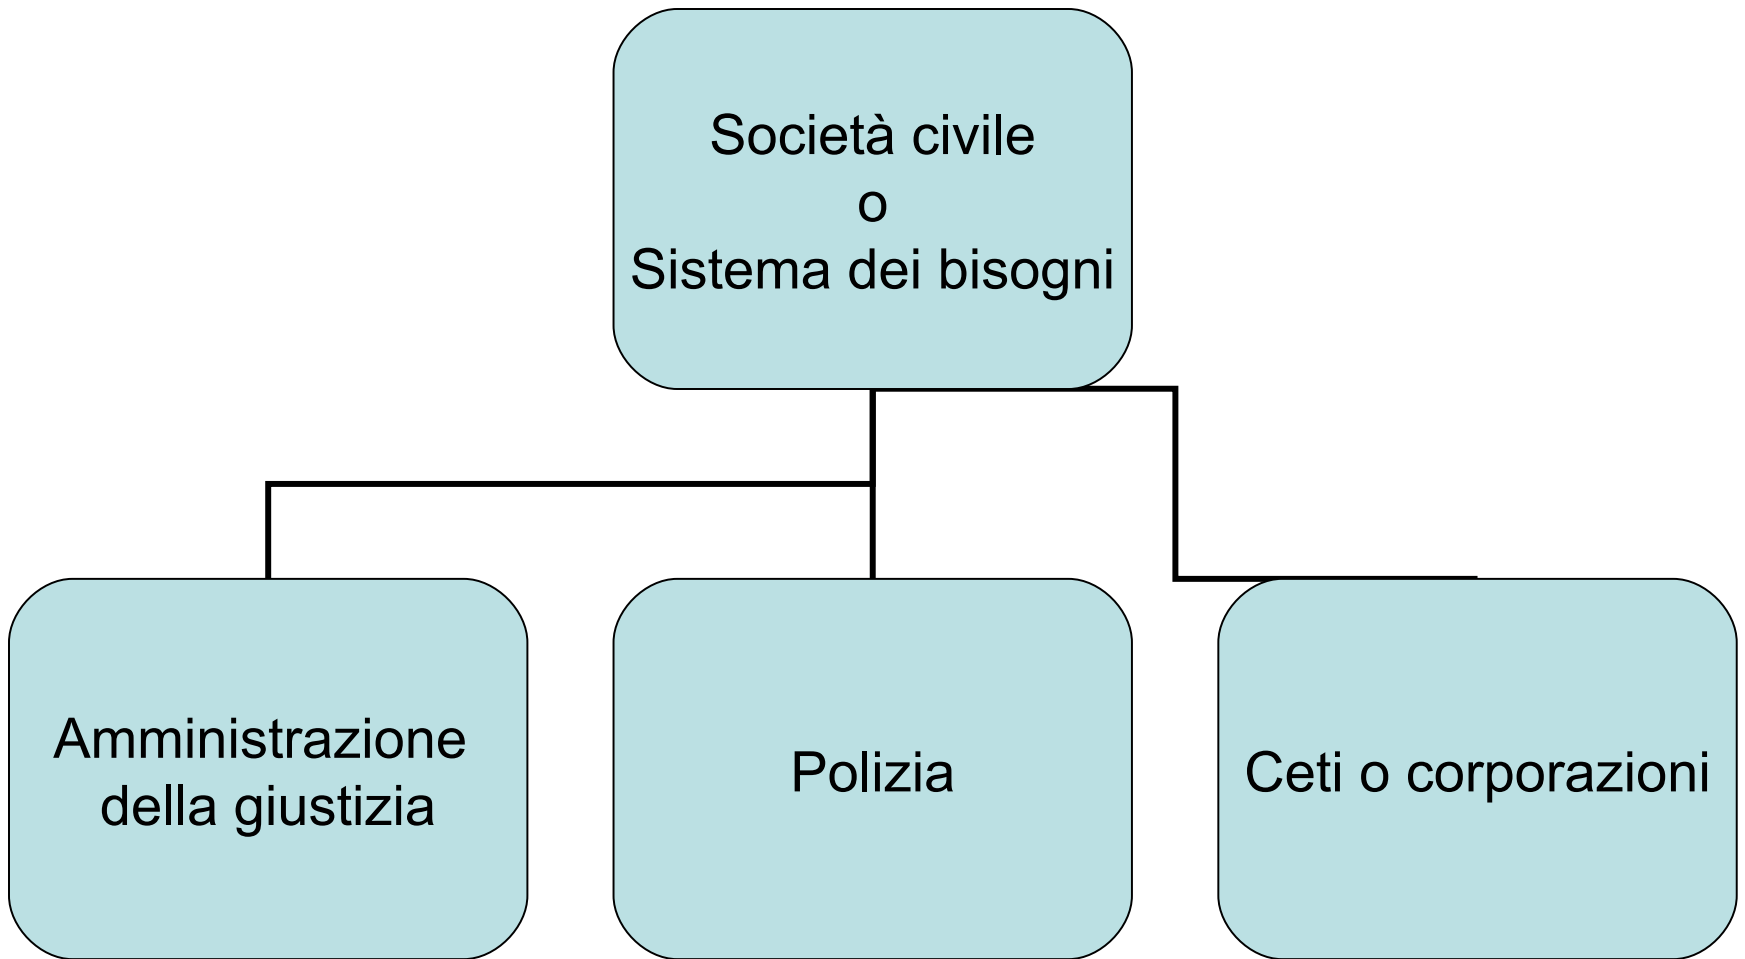 Società civile
o
Sistema dei bisogni
Amministrazione
della giustizia
Polizia
Ceti o corporazioni